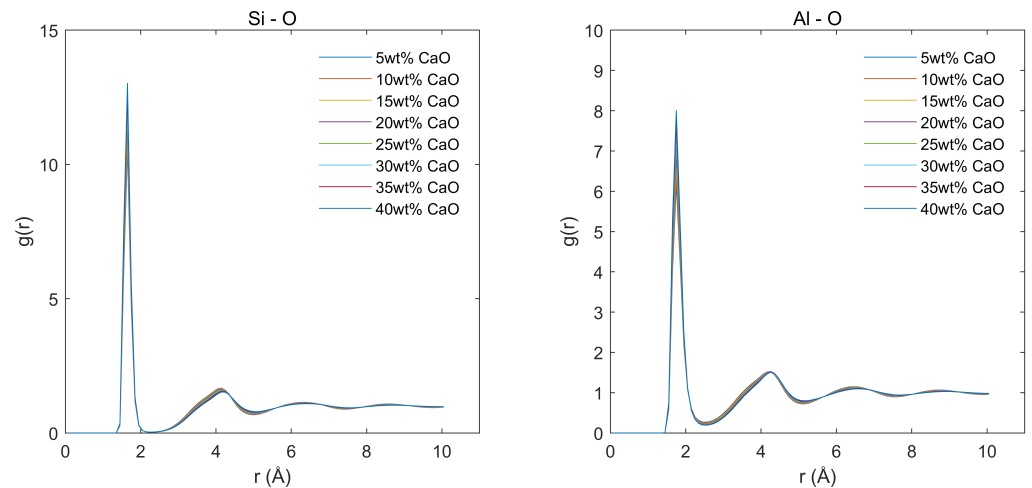 Si - O
15
10
5
0
g(r)
5wt% CaO
10wt% CaO
15wt% CaO
20wt% CaO
25wt% CaO
30wt% CaO
35wt% CaO
40wt% CaO
0 2 4 6 8 10
r (Å)
Al - O
10
9
8
7
6
5
4
3
2
1
0
g(r)
5wt% CaO
10wt% CaO
15wt% CaO
20wt% CaO
25wt% CaO
30wt% CaO
35wt% CaO
40wt% CaO
0 2 4 6 8 10
r (Å)